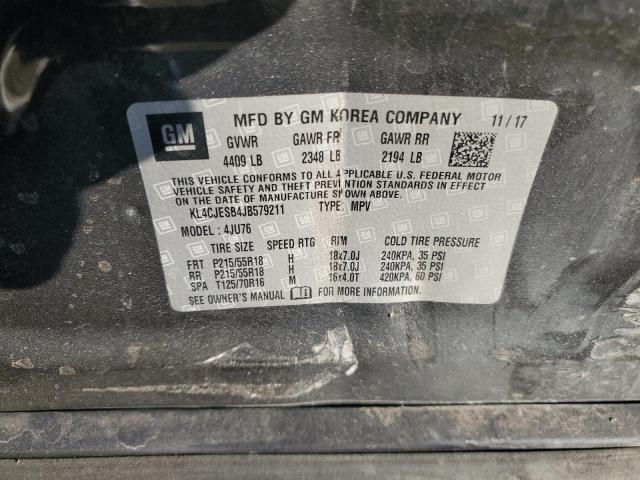 GM MFD BY GM KOREA COMPANY 11/17
GVWR GAWR FR GAWR RR
4409 LB 2348 LB 2194 LB
THIS VEHICLE CONFORMS TO ALL APPLICABLE U.S. FEDERAL MOTOR
VEHICLE SAFETY AND THEFT PREVENTION STANDARDS IN EFFECT
ON THE DATE OF MANUFACTURE SHOWN ABOVE.
KL4CJESB4JB579211 TYPE: MPV
MODEL: 4JU76
TIRE SIZE SPEED RTG RIM COLD TIRE PRESSURE
FRT P215/55R18 H 18x7.0J 240KPA, 35 PSI
RR P215/55R18 H 18x7.0J 240KPA, 35 PSI
SPA T125/70R16 M 16x4.0T 420KPA, 60 PSI
SEE OWNER'S MANUAL FOR MORE INFORMATION.